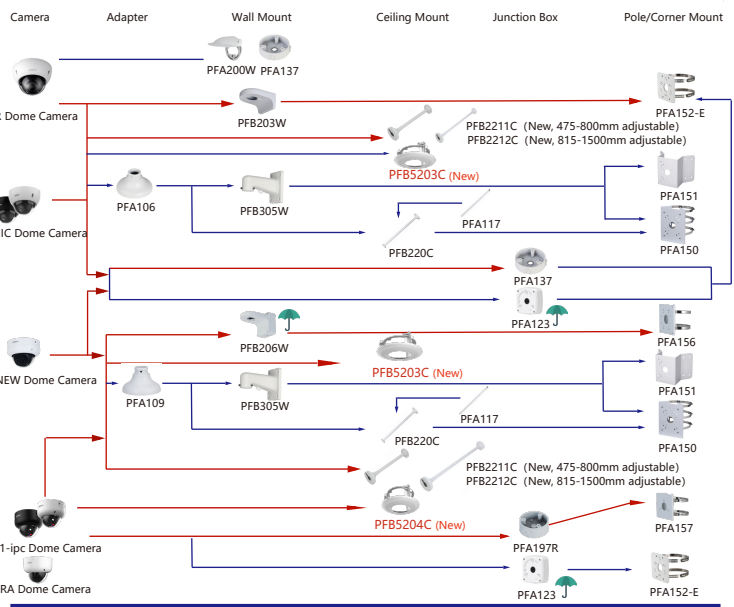 Camera Adapter Wall Mount Ceiling Mount Junction Box Pole/Corner Mount
PFA200W PFA137
R Dome Camera
PFB203W
PFA152-E
PFB2211C (New, 475-800mm adjustable)
PFB2212C (New, 815-1500mm adjustable)
PFB5203C (New)
PFA106
PFB305W
PFA151
PFA117
IC Dome Camera
PFB220C
PFA150
PFA137
PFA123
PFB206W
PFA156
PFB5203C (New)
NEW Dome Camera
PFA109
PFB305W
PFA151
PFA117
PFB220C
PFA150
PFB2211C (New, 475-800mm adjustable)
PFB2212C (New, 815-1500mm adjustable)
PFB5204C (New)
PFA157
1-ipc Dome Camera
PFA197R
RA Dome Camera
PFA123
PFA152-E